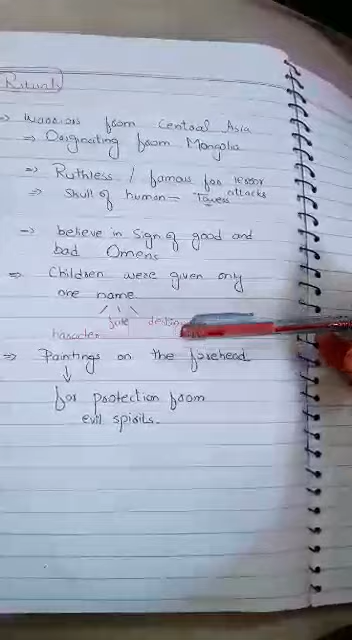 Rituals
⇒ Warriors from Central Asia
⇒ Originating from Mongolia
⇒ Ruthless / famous for terror attacks
⇒ Skull of human = Towers
→ believe in sign of good and
bad Omens
⇒ Children were given only
one name
fate
⇒ Paintings on the forehead
↓
for protection from
evil spirits.